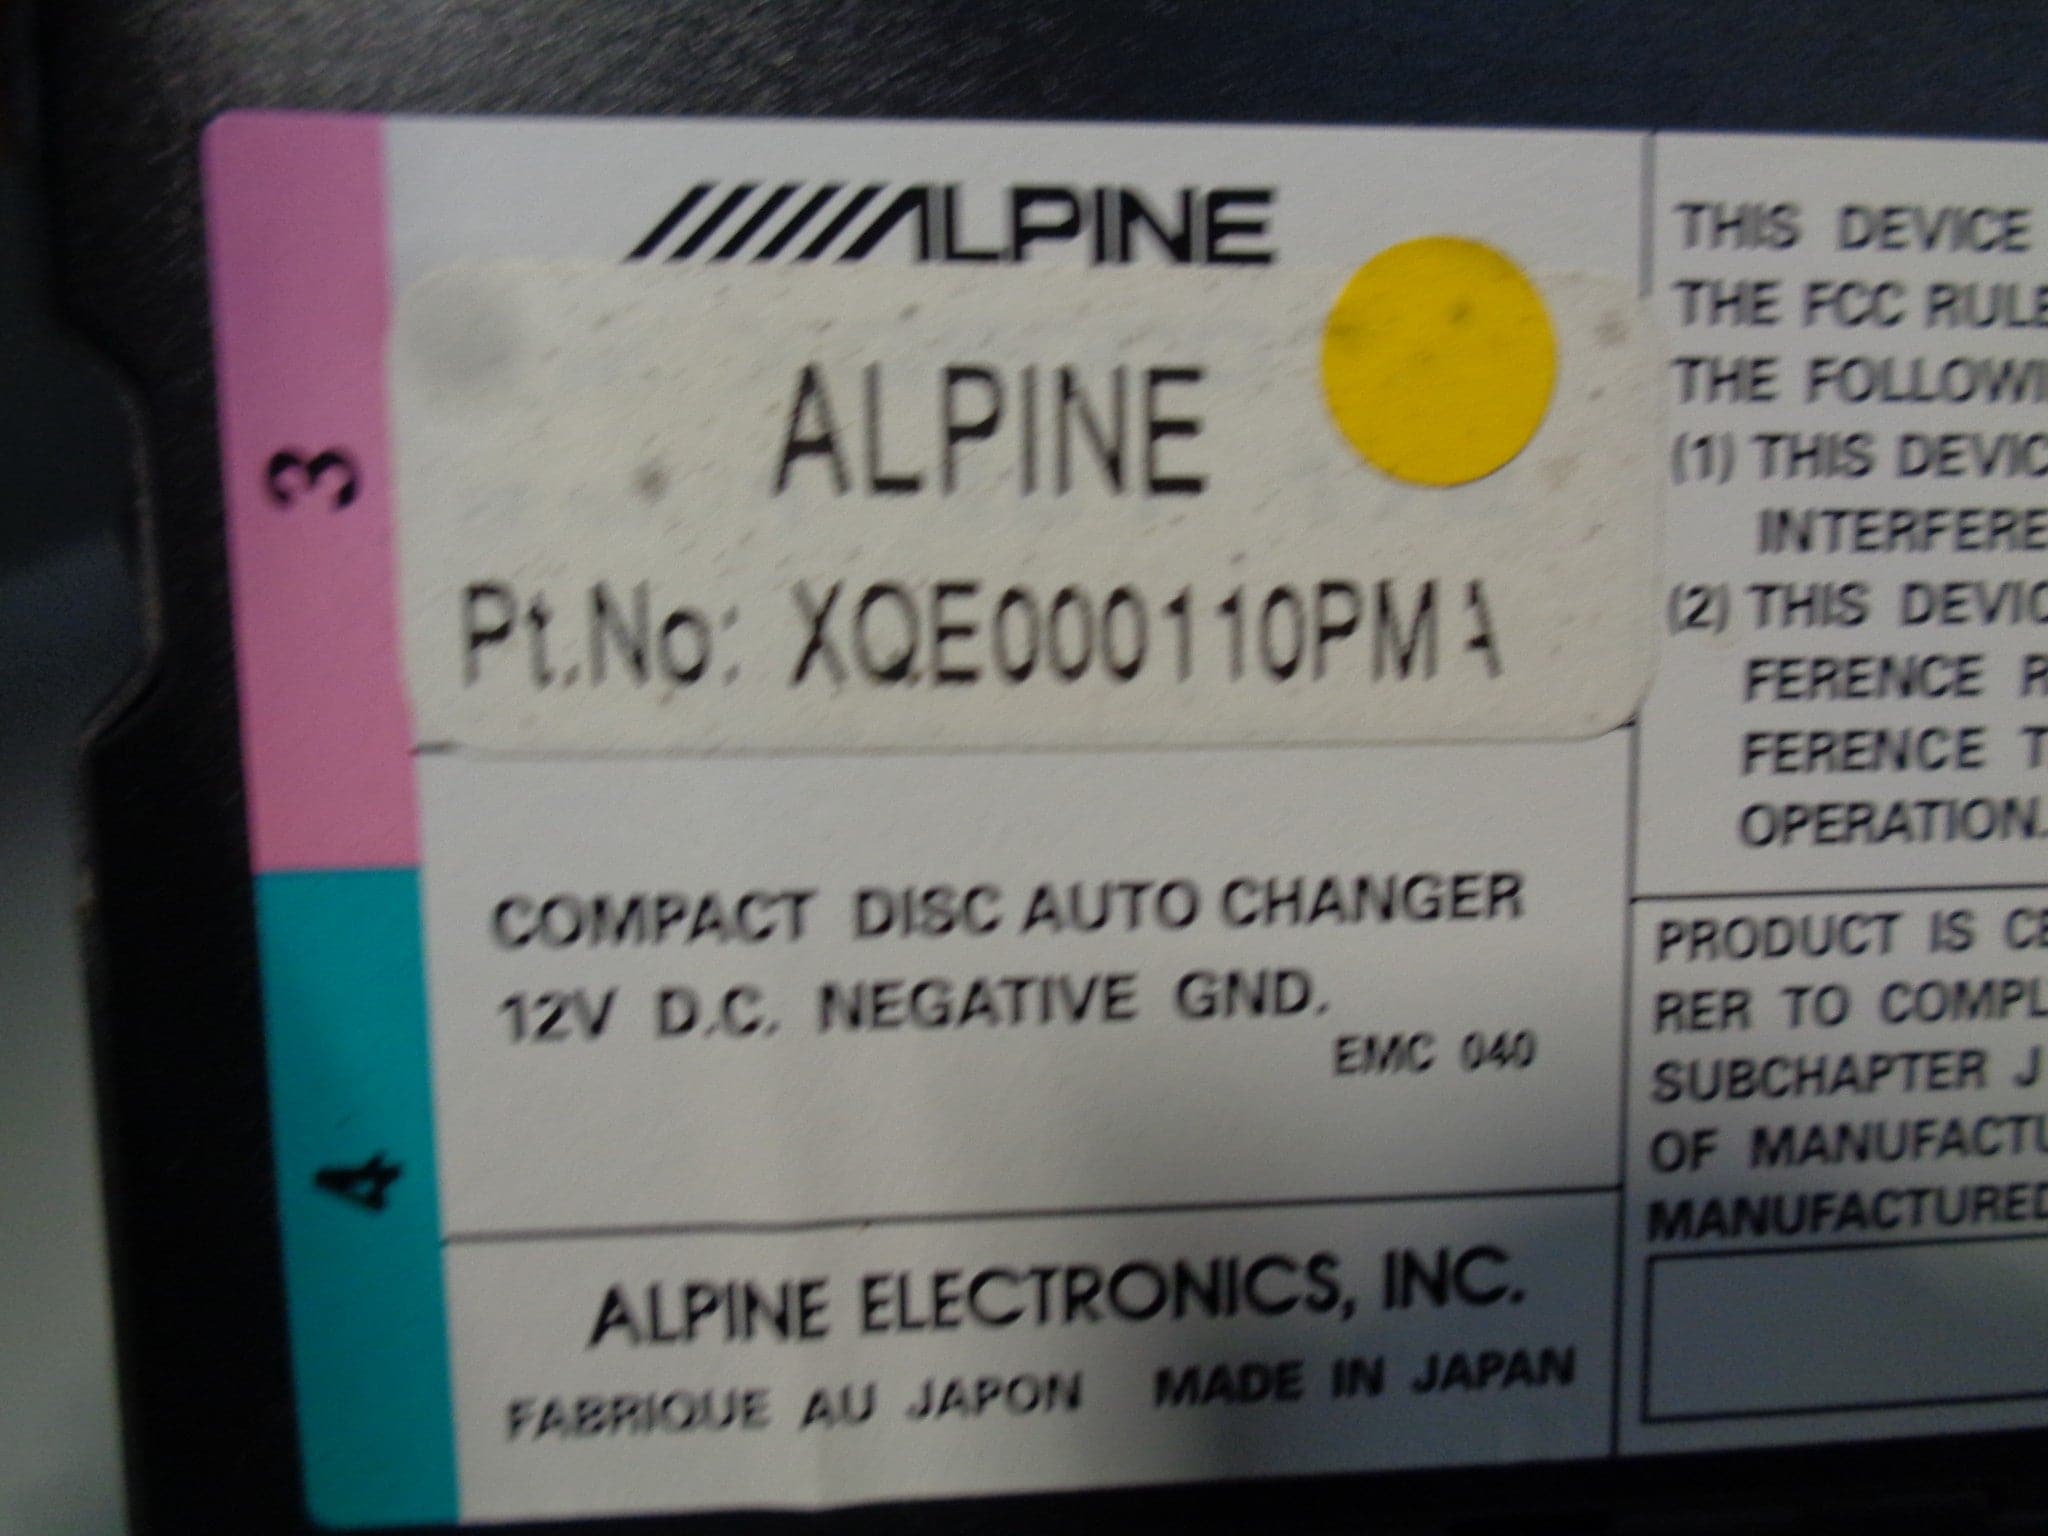 ALPINE
ALPINE
Pt.No: XQE000110PMA
3
COMPACT DISC AUTO CHANGER
12V D.C. NEGATIVE GND.
EMC 040
4
ALPINE ELECTRONICS, INC.
FABRIQUE AU JAPON MADE IN JAPAN
THIS DEVICE
THE FCC RULE
THE FOLLOWI
(1) THIS DEVIC
INTERFERE
(2) THIS DEVIC
FERENCE R
FERENCE T
OPERATION.
PRODUCT IS CE
RER TO COMPL
SUBCHAPTER J
OF MANUFACTU
MANUFACTURED